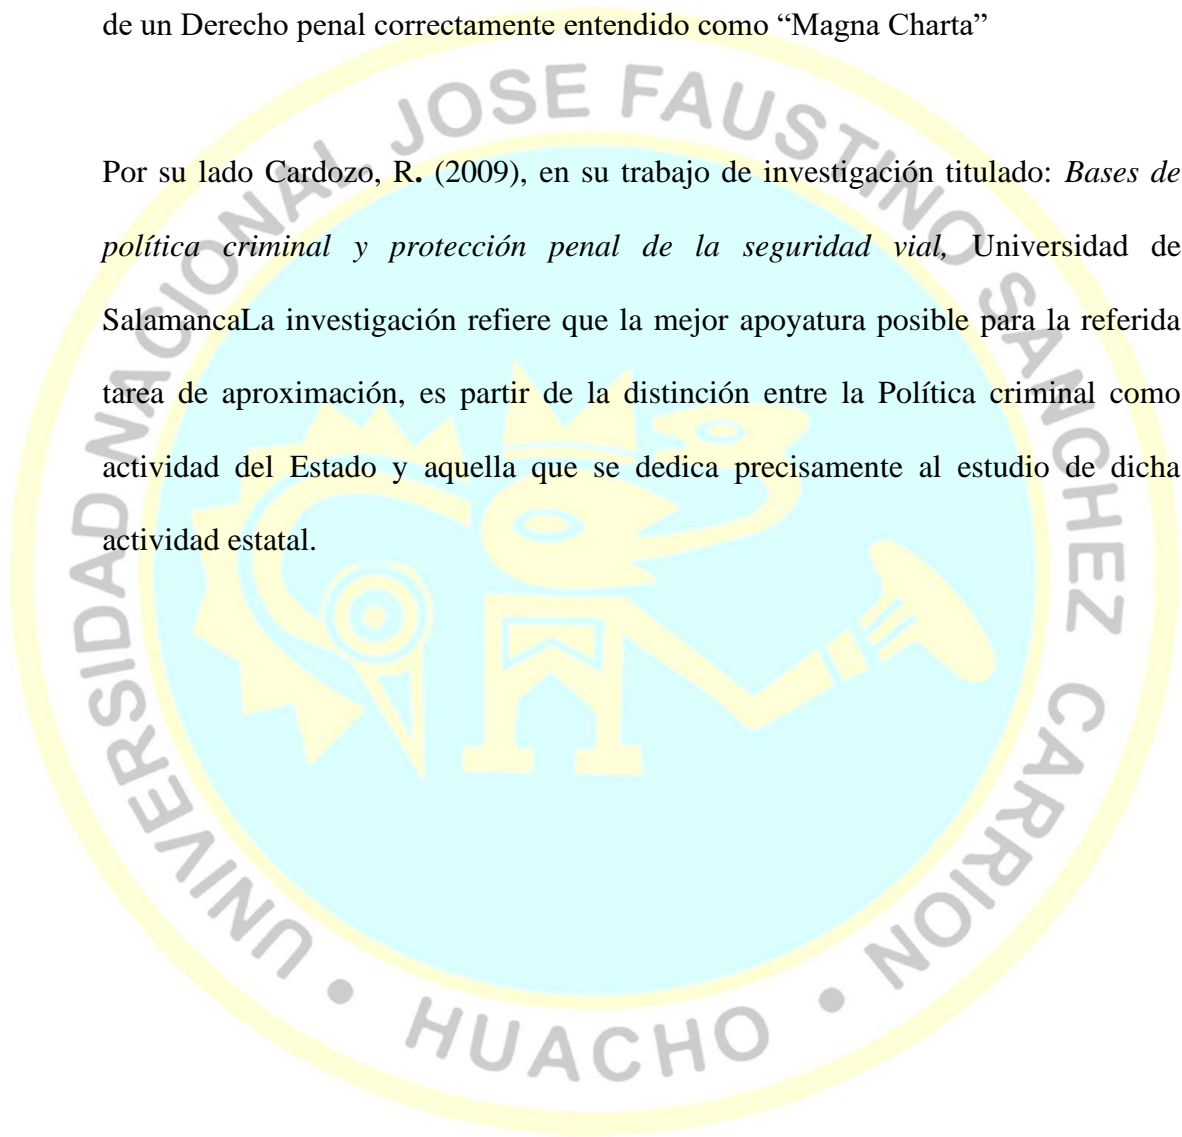 de un Derecho penal correctamente entendido como “Magna Charta”
Por su lado Cardozo, R. (2009), en su trabajo de investigación titulado: Bases de
política criminal y protección penal de la seguridad vial, Universidad de
SalamancaLa investigación refiere que la mejor apoyatura posible para la referida
tarea de aproximación, es partir de la distinción entre la Política criminal como
actividad del Estado y aquella que se dedica precisamente al estudio de dicha
actividad estatal.
UNIVERSIDAD NACIONAL JOSE FAUSTINO SANCHEZ CARRION • HUACHO •